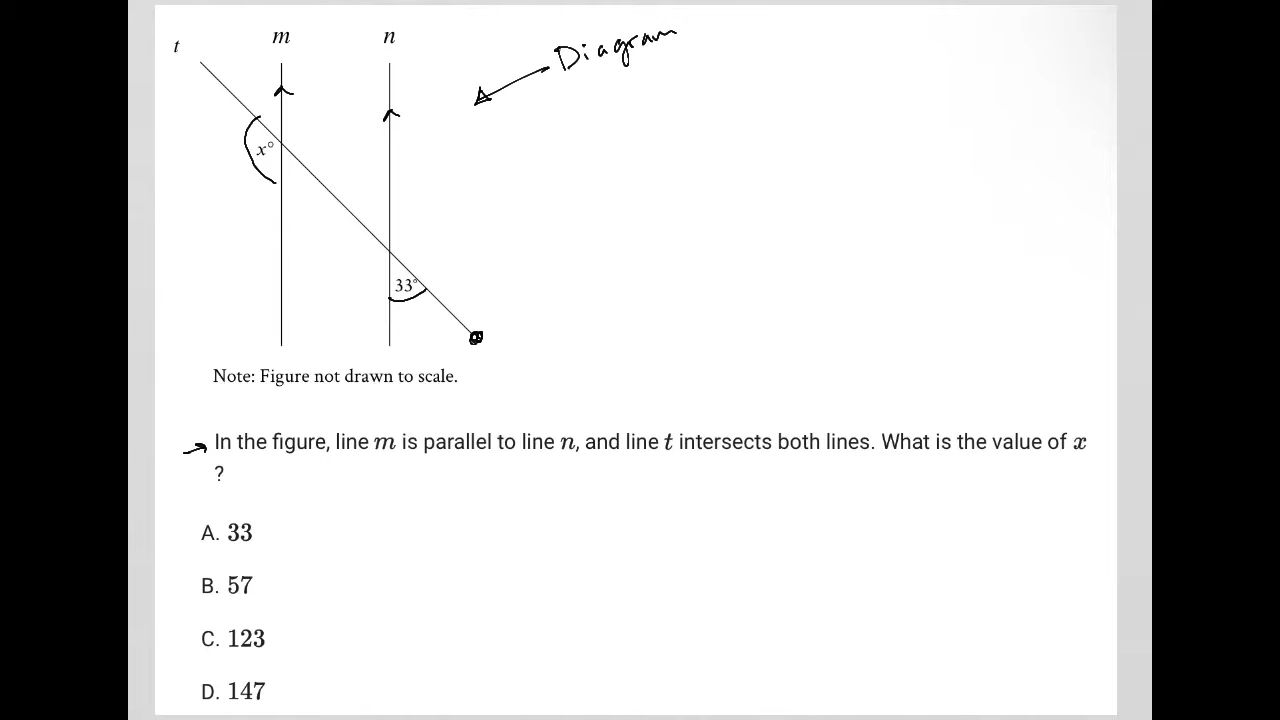 t
m
n
Diagram
x°
33°
Note: Figure not drawn to scale.
In the figure, line m is parallel to line n, and line t intersects both lines. What is the value of x
?
A. 33
B. 57
C. 123
D. 147